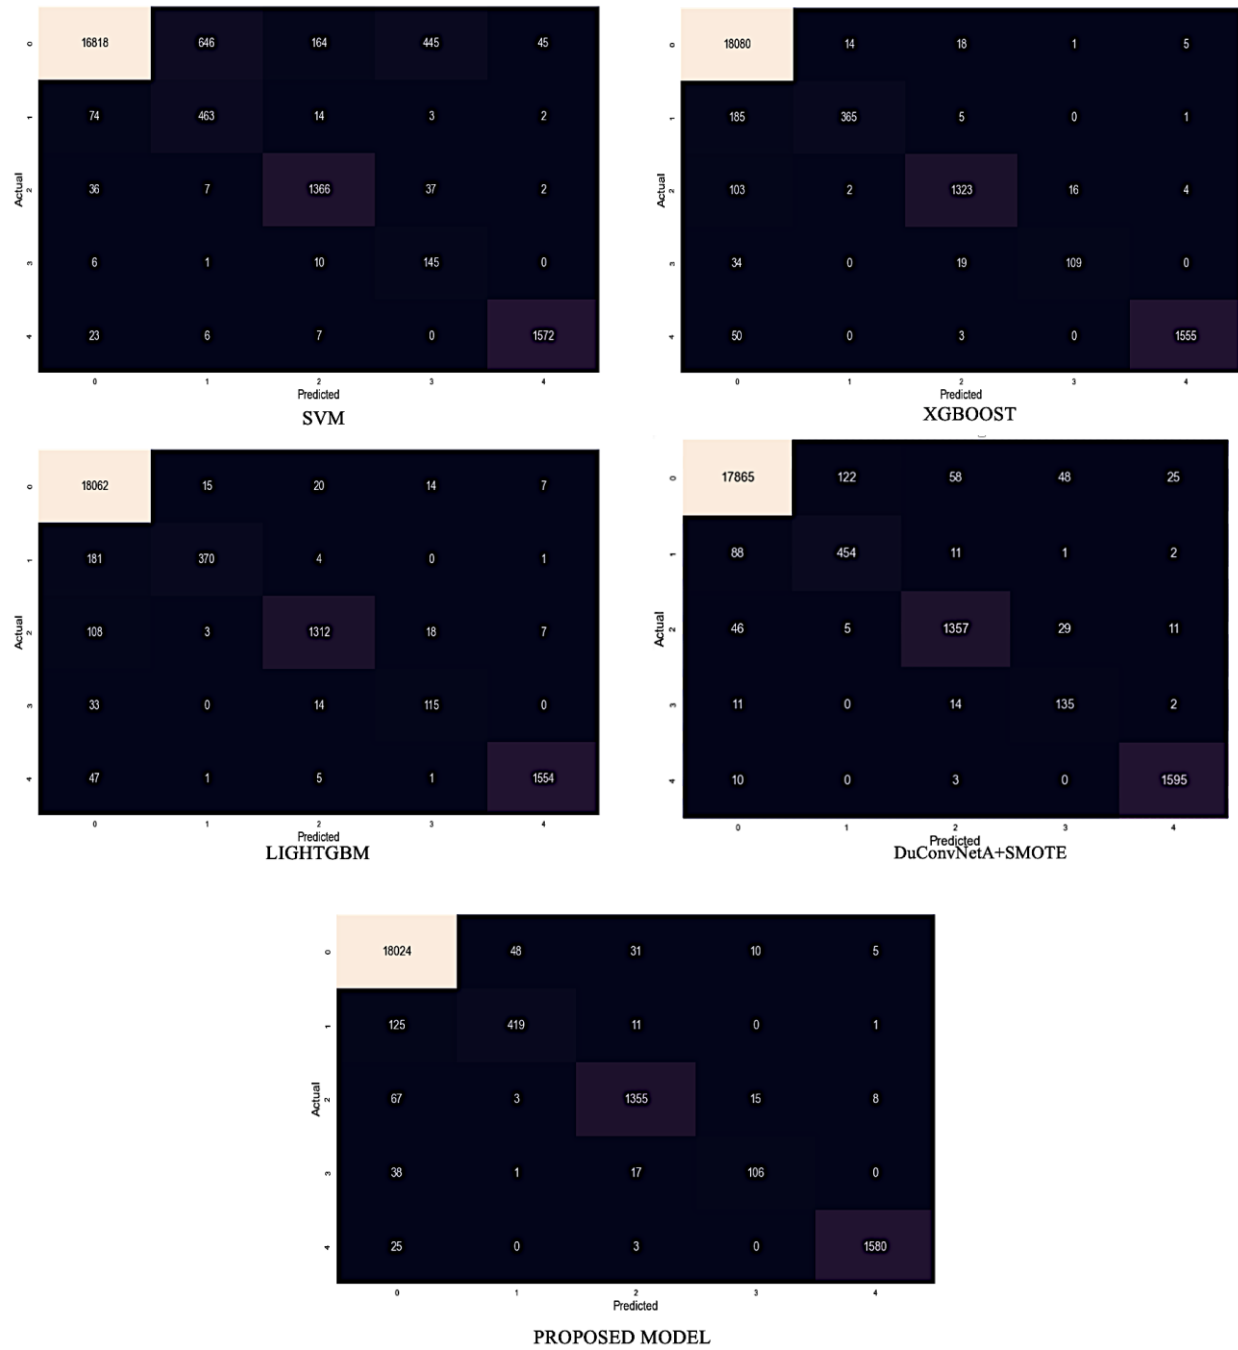 0 16818 646 164 445 45
1 74 463 14 3 2
Actual
2 36 7 1366 37 2
3 6 1 10 145 0
4 23 6 7 0 1572
0 1 2 3 4
Predicted
SVM
0 18080 14 18 1 5
1 185 365 5 0 1
Actual
2 103 2 1323 16 4
3 34 0 19 109 0
4 50 0 3 0 1555
0 1 2 3 4
Predicted
XGBOOST
0 18062 15 20 14 7
1 181 370 4 0 1
Actual
2 108 3 1312 18 7
3 33 0 14 115 0
4 47 1 5 1 1554
0 1 2 3 4
Predicted
LIGHTGBM
0 17865 122 58 48 25
1 88 454 11 1 2
Actual
2 46 5 1357 29 11
3 11 0 14 135 2
4 10 0 3 0 1595
0 1 2 3 4
Predicted
DuConvNetA+SMOTE
0 18024 48 31 10 5
1 125 419 11 0 1
Actual
2 67 3 1355 15 8
3 38 1 17 106 0
4 25 0 3 0 1580
0 1 2 3 4
Predicted
PROPOSED MODEL